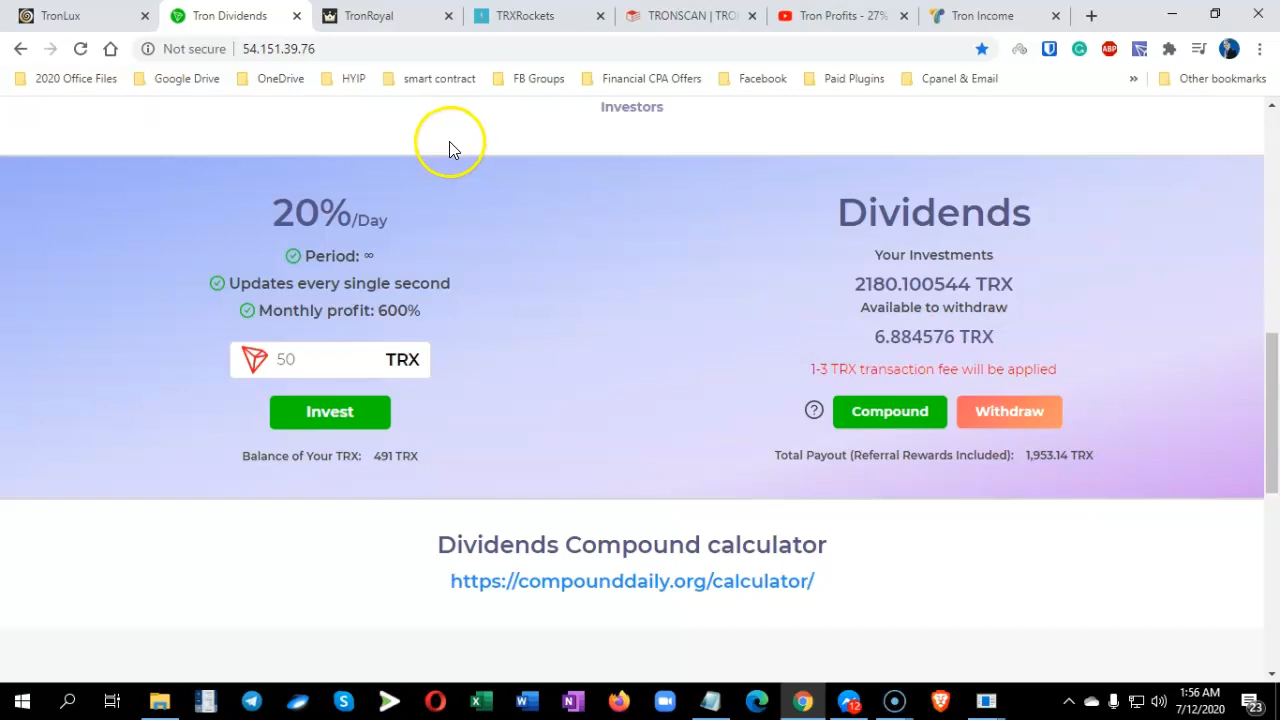 TronLux
Tron Dividends
TronRoyal
TRXRockets
TRONSCAN | TRO
Tron Profits - 27%
Tron Income
Not secure
54.151.39.76
2020 Office Files
Google Drive
OneDrive
HYIP
smart contract
FB Groups
Financial CPA Offers
Facebook
Paid Plugins
Cpanel & Email
»
Other bookmarks
Investors
20%/Day
Period: ∞
Updates every single second
Monthly profit: 600%
50 TRX
Invest
Balance of Your TRX: 491 TRX
Dividends
Your Investments
2180.100544 TRX
Available to withdraw
6.884576 TRX
1-3 TRX transaction fee will be applied
? Compound Withdraw
Total Payout (Referral Rewards Included): 1,953.14 TRX
Dividends Compound calculator
https://compounddaily.org/calculator/
12
1:56 AM
7/12/2020
23